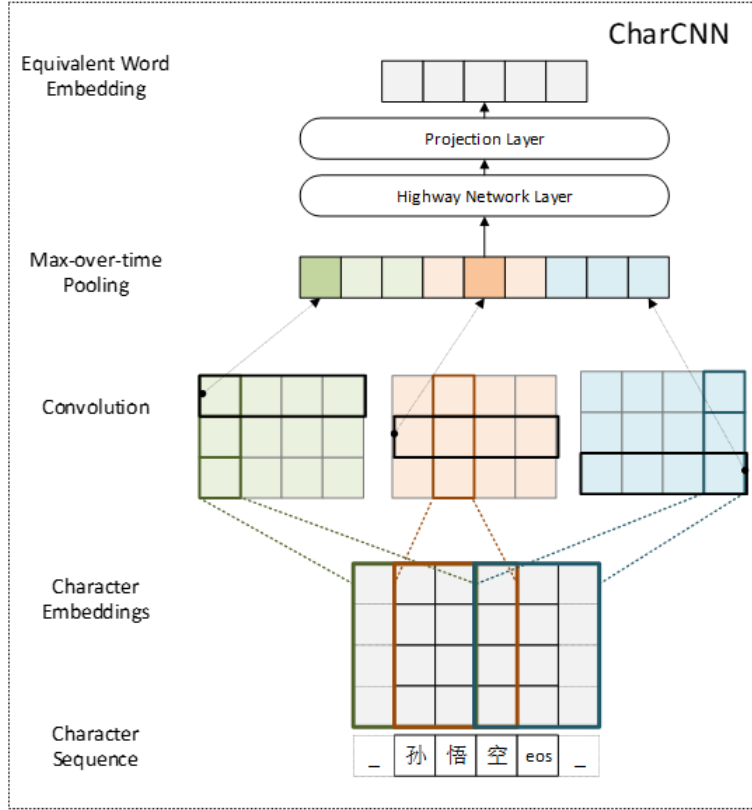 CharCNN
Equivalent Word
Embedding
Projection Layer
Highway Network Layer
Max-over-time
Pooling
Convolution
Character
Embeddings
Character
Sequence
_ 孙 悟 空 eos _